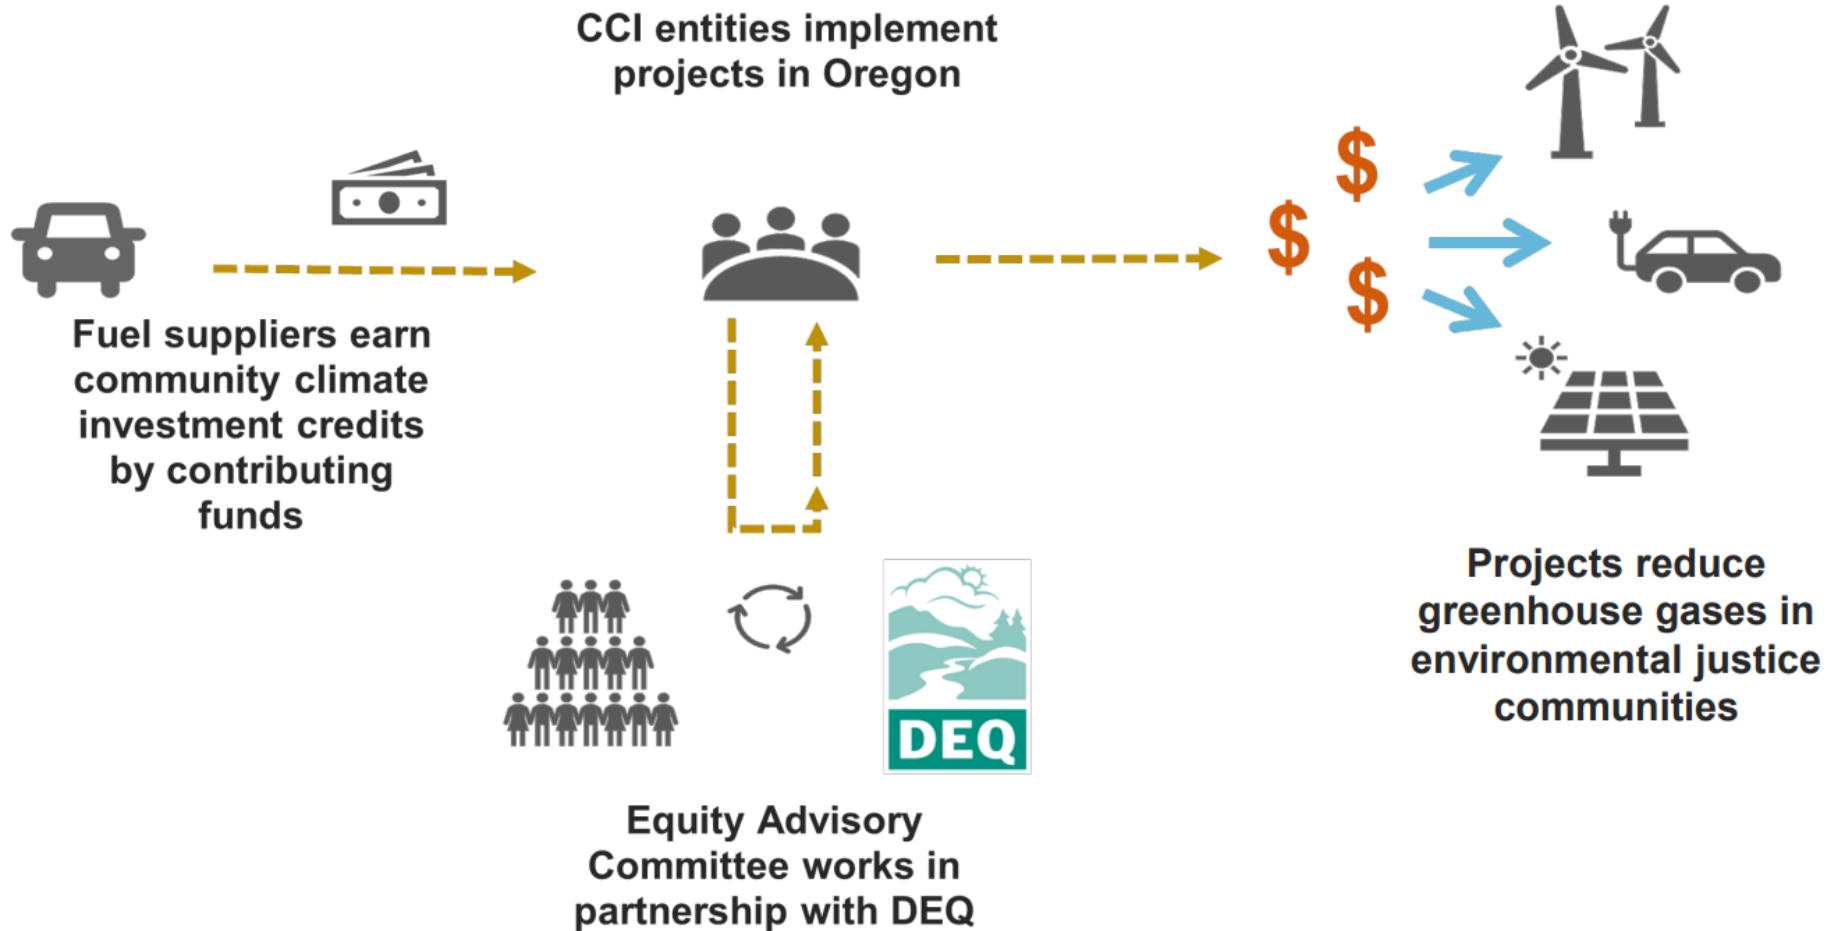 CCI entities implement
projects in Oregon
Fuel suppliers earn
community climate
investment credits
by contributing
funds
$
$
$
DEQ
Equity Advisory
Committee works in
partnership with DEQ
Projects reduce
greenhouse gases in
environmental justice
communities